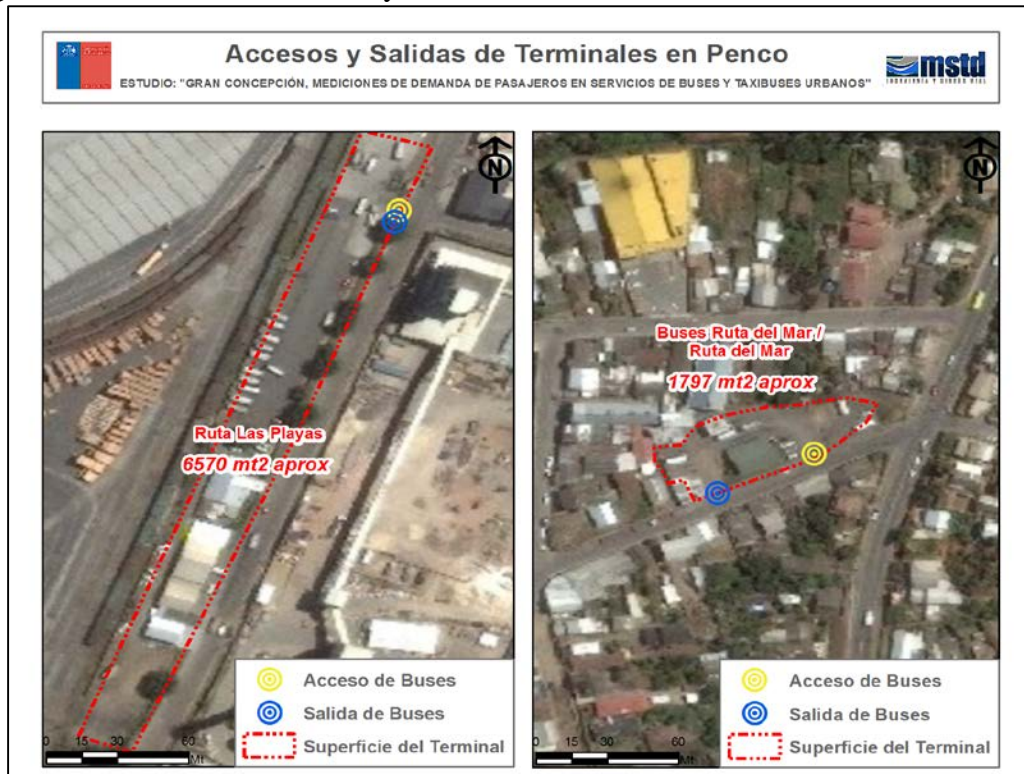 Accesos y Salidas de Terminales en Penco
ESTUDIO: "GRAN CONCEPCIÓN, MEDICIONES DE DEMANDA DE PASAJEROS EN SERVICIOS DE BUSES Y TAXIBUSES URBANOS"
mstd
INGENIERIA Y DISEÑO VIAL
N
Ruta Las Playas
6570 mt2 aprox
Acceso de Buses
Salida de Buses
Superficie del Terminal
0 15 30 60
Mt
N
Buses Ruta del Mar /
Ruta del Mar
1797 mt2 aprox
Acceso de Buses
Salida de Buses
Superficie del Terminal
0 15 30 60
Mt